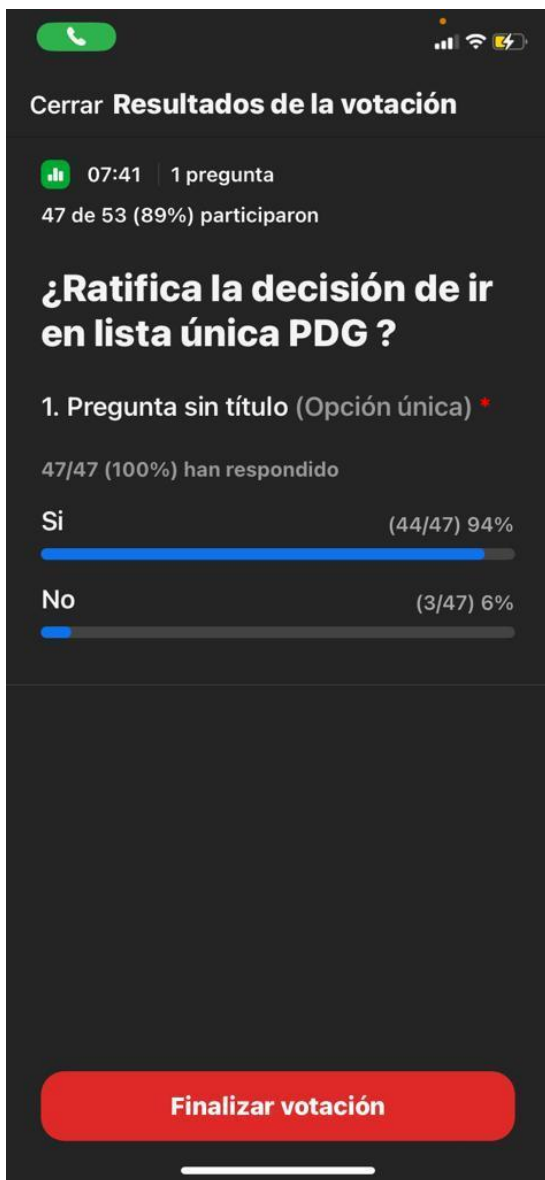 Cerrar Resultados de la votación
07:41 1 pregunta
47 de 53 (89%) participaron
¿Ratifica la decisión de ir
en lista única PDG ?
1. Pregunta sin título (Opción única) *
47/47 (100%) han respondido
Si (44/47) 94%
No (3/47) 6%
Finalizar votación